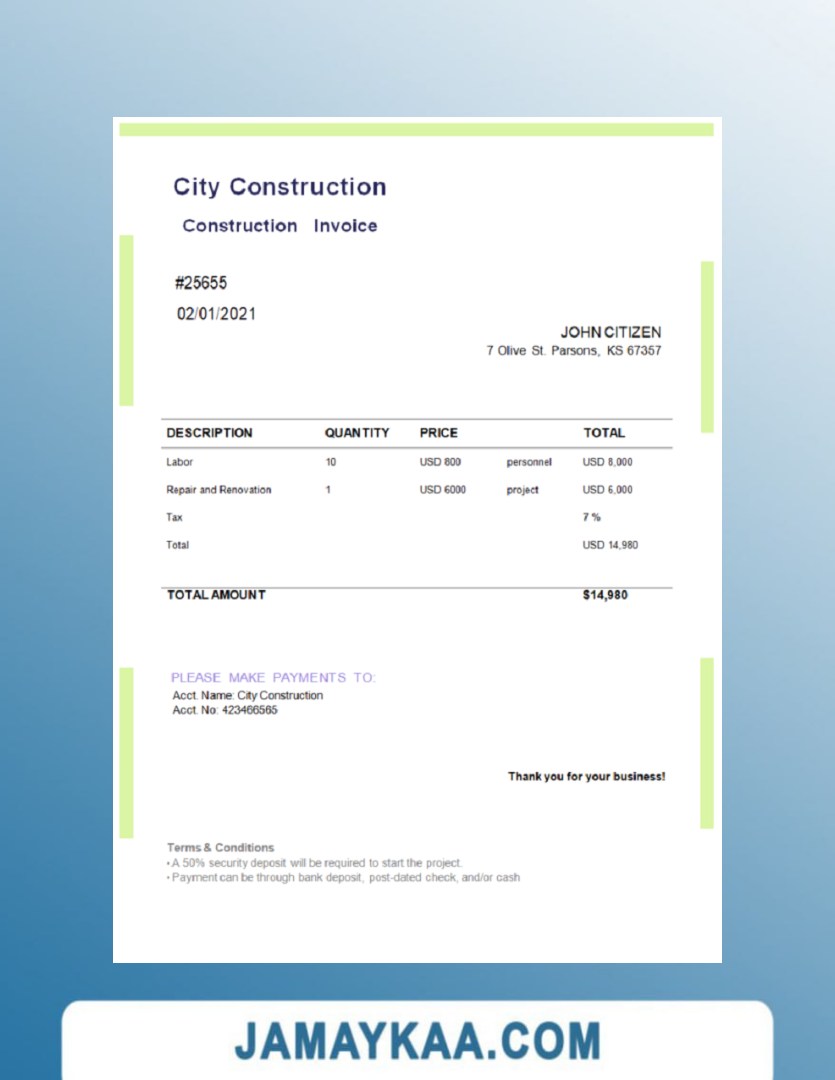 City Construction
Construction Invoice
#25655
02/01/2021
JOHN CITIZEN
7 Olive St. Parsons, KS 67357
DESCRIPTION QUANTITY PRICE TOTAL
Labor 10 USD 800 personnel USD 8,000
Repair and Renovation 1 USD 6000 project USD 6,000
Tax 7 %
Total USD 14,980
TOTAL AMOUNT $14,980
PLEASE MAKE PAYMENTS TO:
Acct. Name: City Construction
Acct. No: 423466565
Thank you for your business!
Terms & Conditions
• A 50% security deposit will be required to start the project.
• Payment can be through bank deposit, post-dated check, and/or cash
JAMAYKAA.COM